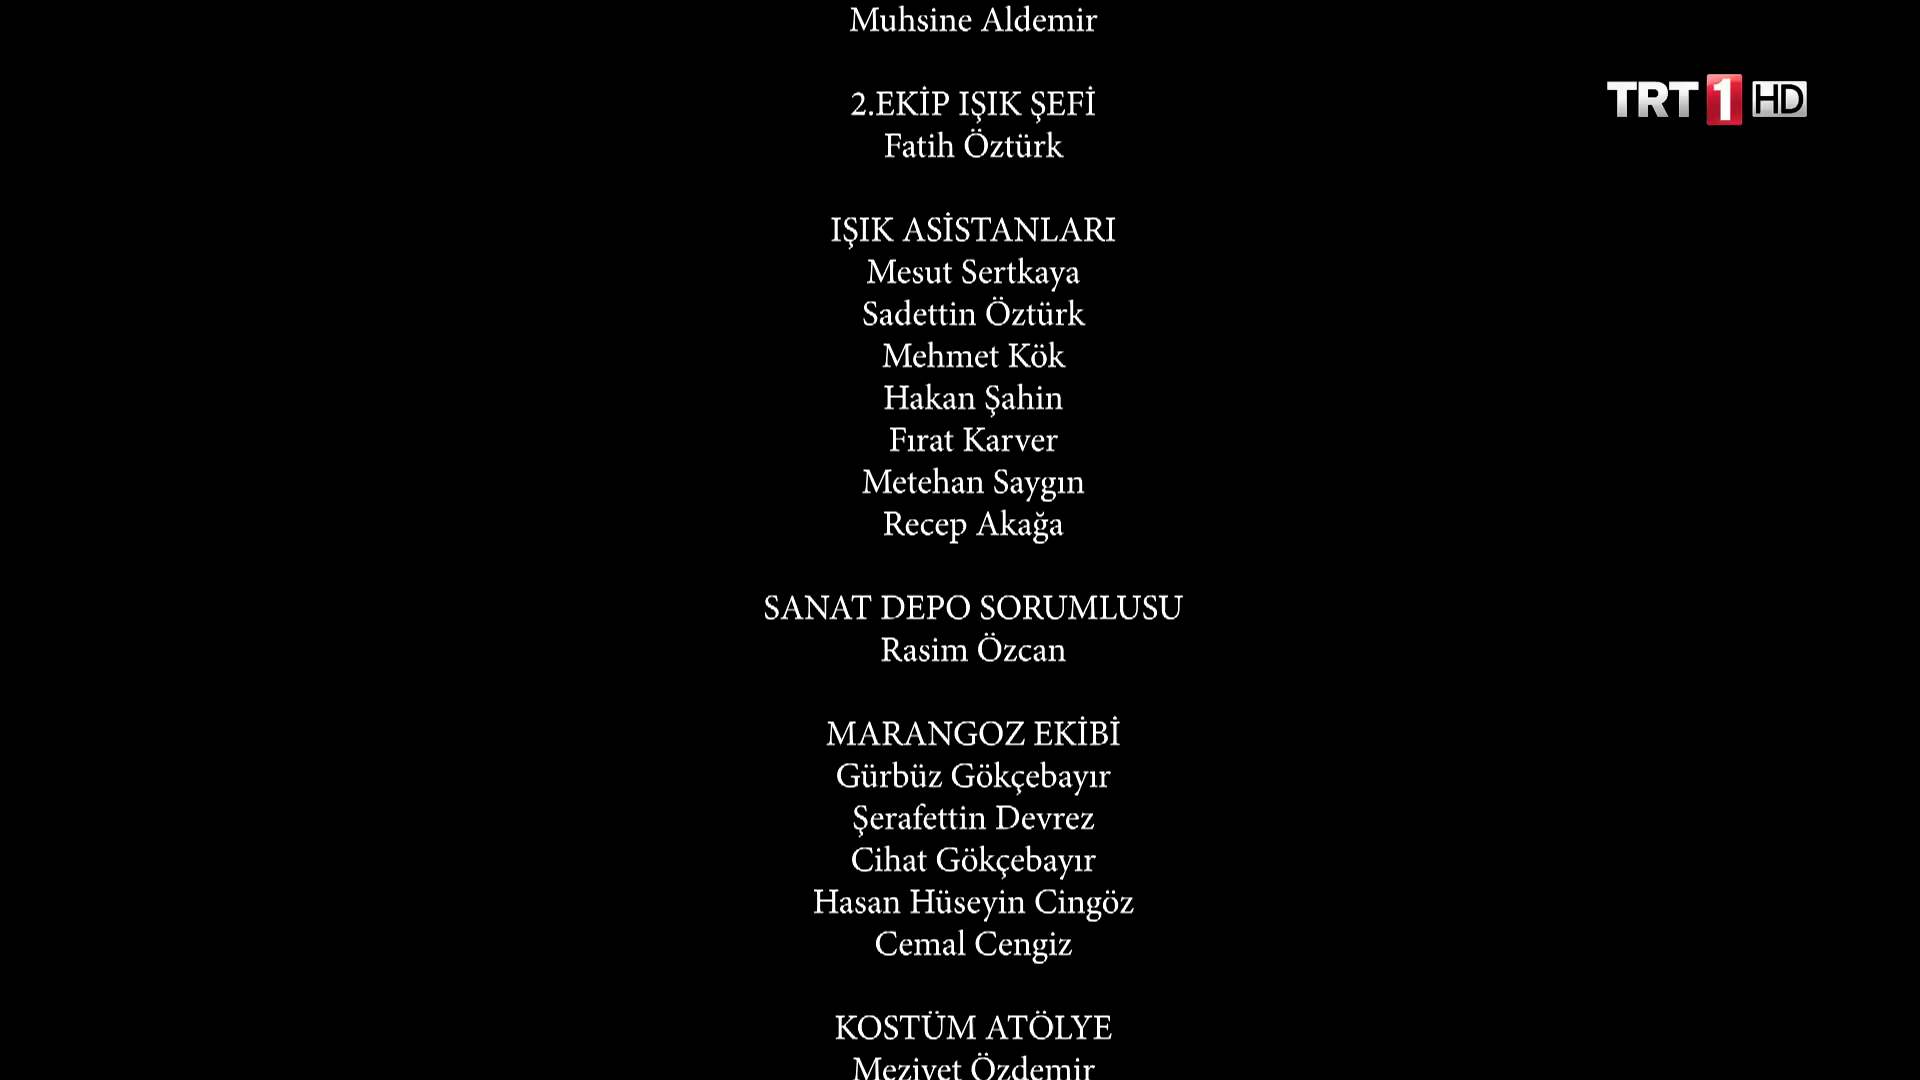 Muhsine Aldemir
TRT 1 HD
2.EKİP IŞIK ŞEFİ
Fatih Öztürk
IŞIK ASİSTANLARI
Mesut Sertkaya
Sadettin Öztürk
Mehmet Kök
Hakan Şahin
Fırat Karver
Metehan Saygın
Recep Akağa
SANAT DEPO SORUMLUSU
Rasim Özcan
MARANGOZ EKİBİ
Gürbüz Gökçebayır
Şerafettin Devrez
Cihat Gökçebayır
Hasan Hüseyin Cingöz
Cemal Cengiz
KOSTÜM ATÖLYE
Meziyet Özdemir